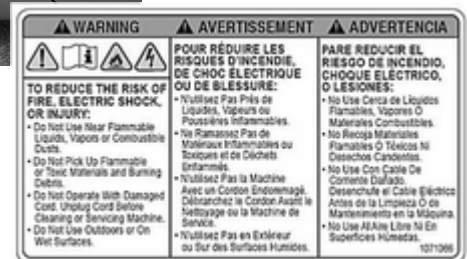 WARNING
TO REDUCE THE RISK OF
FIRE, ELECTRIC SHOCK,
OR INJURY:
• Do Not Use Near Flammable
Liquids, Vapors or Combustible
Dusts.
• Do Not Pick Up Flammable
or Toxic Materials and Burning
Debris.
• Do Not Operate With Damaged
Cord. Unplug Cord Before
Cleaning or Servicing Machine.
• Do Not Use Outdoors or On
Wet Surfaces.
AVERTISSEMENT
POUR RÉDUIRE LES
RISQUES D'INCENDIE,
DE CHOC ÉLECTRIQUE
OU DE BLESSURE:
• N'utilisez Pas Près de
Liquides, Vapeurs ou
Poussières Inflammables.
• Ne Ramassez Pas de
Matériaux Inflammables ou
Toxiques et de Déchets
Enflammés.
• N'utilisez Pas la Machine
Avec un Cordon Endommagé.
Débranchez le Cordon Avant le
Nettoyage ou la Machine de
Service.
• N'utilisez Pas en Extérieur
ou Sur des Surfaces Humides.
ADVERTENCIA
PARE REDUCIR EL
RIESGO DE INCENDIO,
CHOQUE ELÉCTRICO,
O LESIONES:
• No Use Cerca de Líquidos
Flamables, Vapores O
Materiales Combustibles.
• No Recoja Materiales
Flamables O Tóxicos Ni
Desechos Candentes.
• No Use Con Cable De
Corriente Dañado.
Desenchufe el Cable Eléctrico
Antes de la Limpieza O de
Mantenimiento en la Máquina.
• No Use Al Aire Libre Ni En
Superficies Húmedas.
1071066